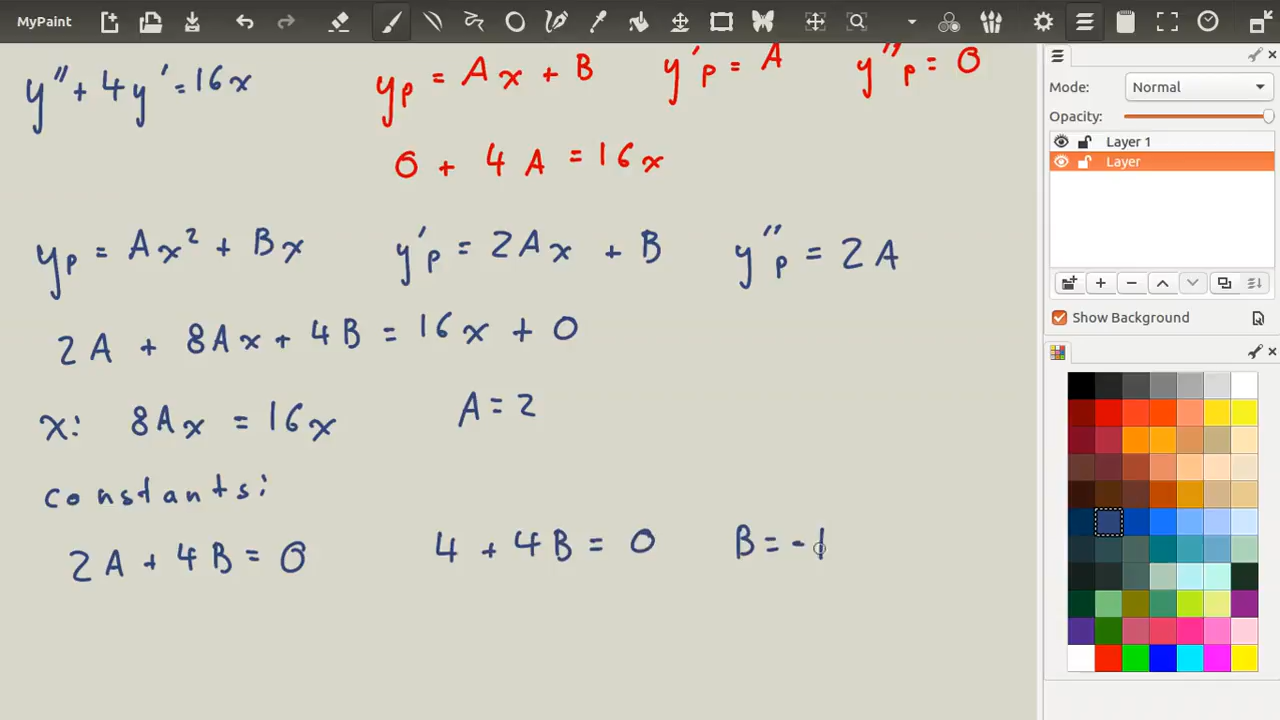 MyPaint
y'' + 4y' = 16x
yp = Ax + B y'p = A y''p = 0
0 + 4A = 16x
yp = Ax² + Bx y'p = 2Ax + B y''p = 2A
2A + 8Ax + 4B = 16x + 0
x: 8Ax = 16x A = 2
constants:
2A + 4B = 0 4 + 4B = 0 B = -1
Mode: Normal
Opacity:
Layer 1
Layer
Show Background